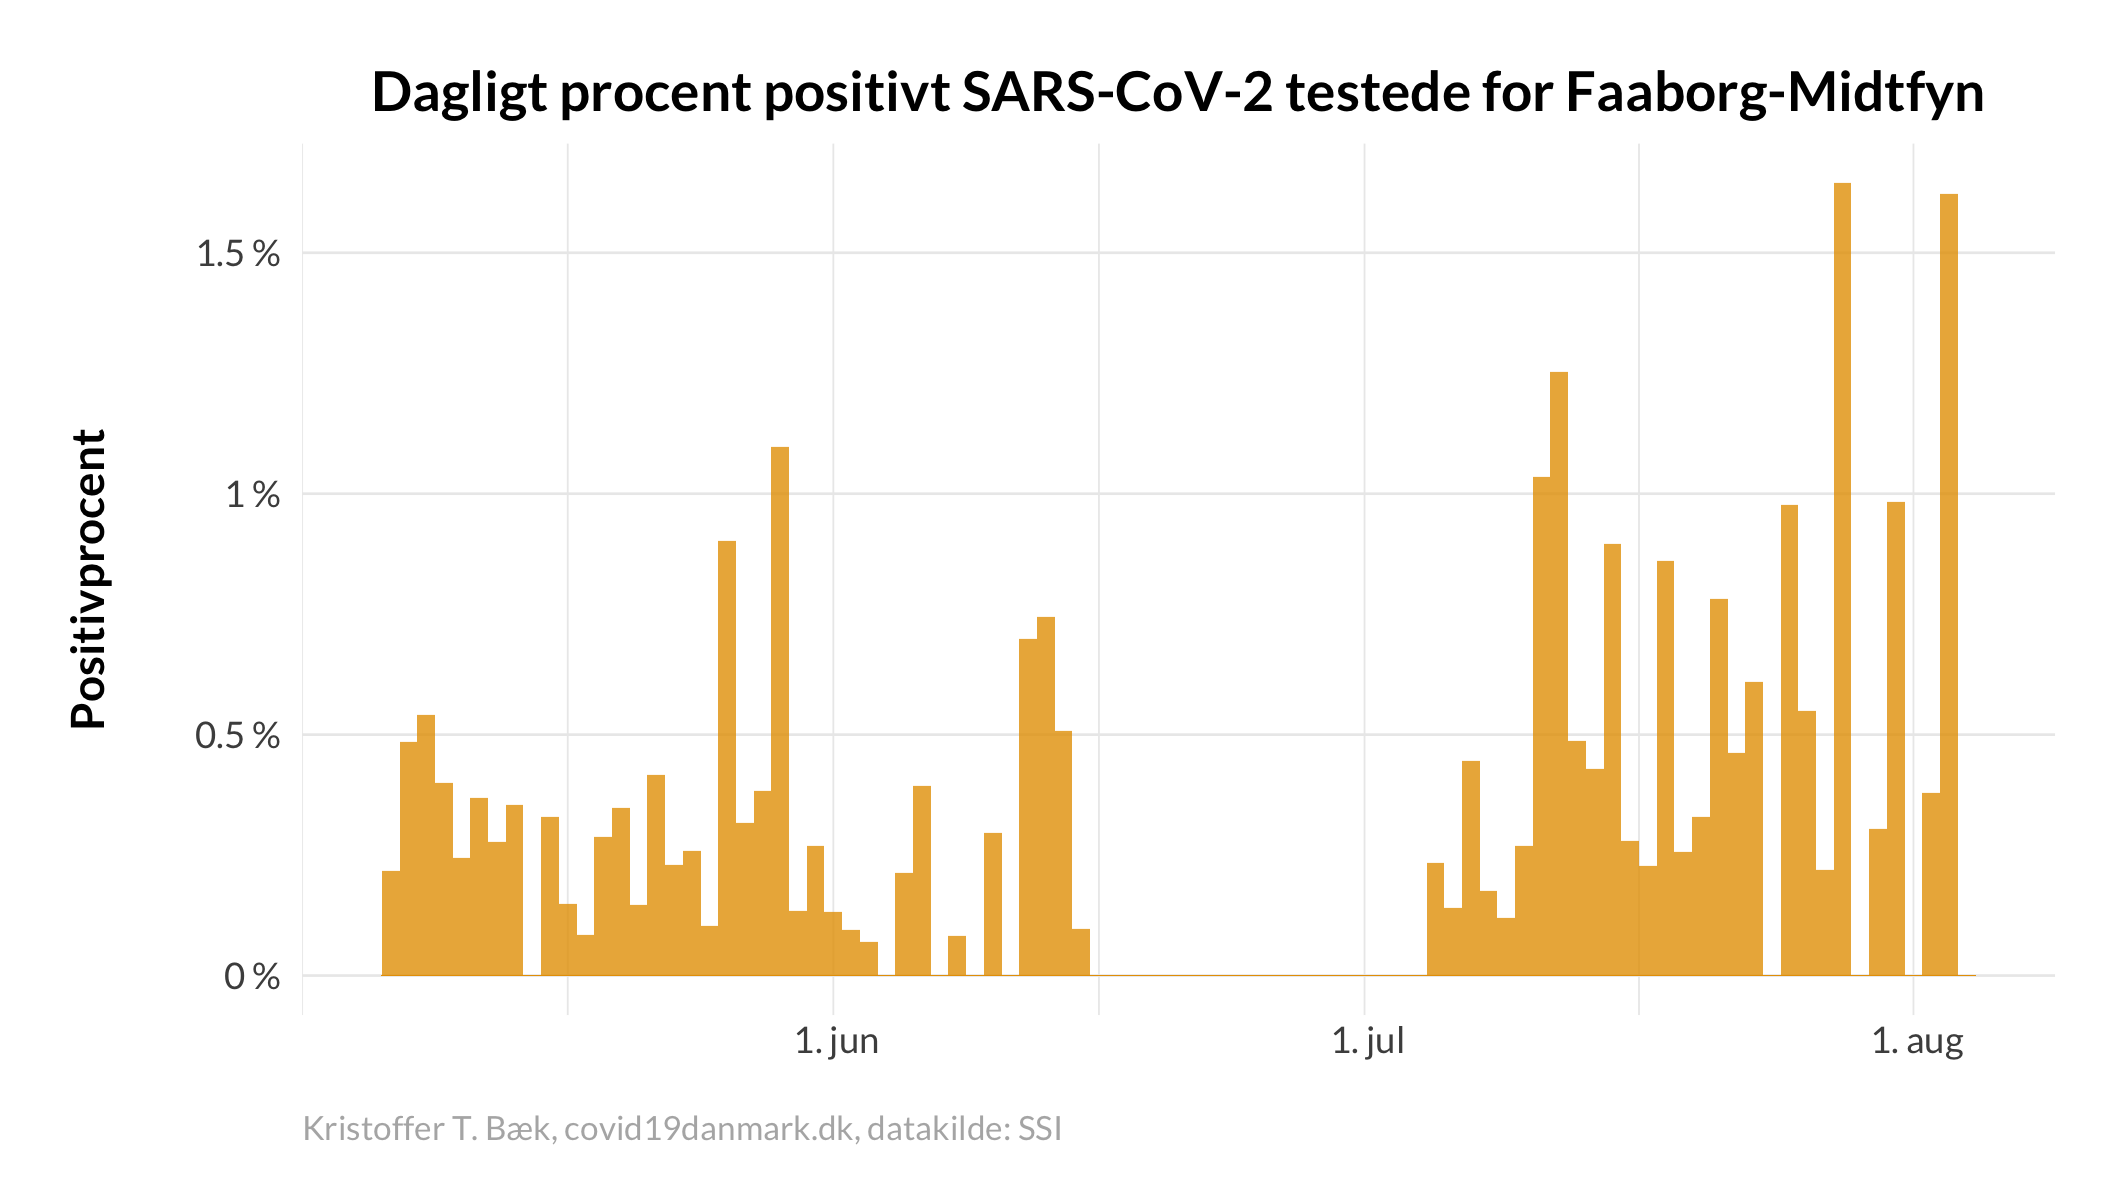 Dagligt procent positivt SARS-CoV-2 testede for Faaborg-Midtfyn
Positivprocent
1.5 %
1 %
0.5 %
0 %
1. jun
1. jul
1. aug
Kristoffer T. Bæk, covid19danmark.dk, datakilde: SSI